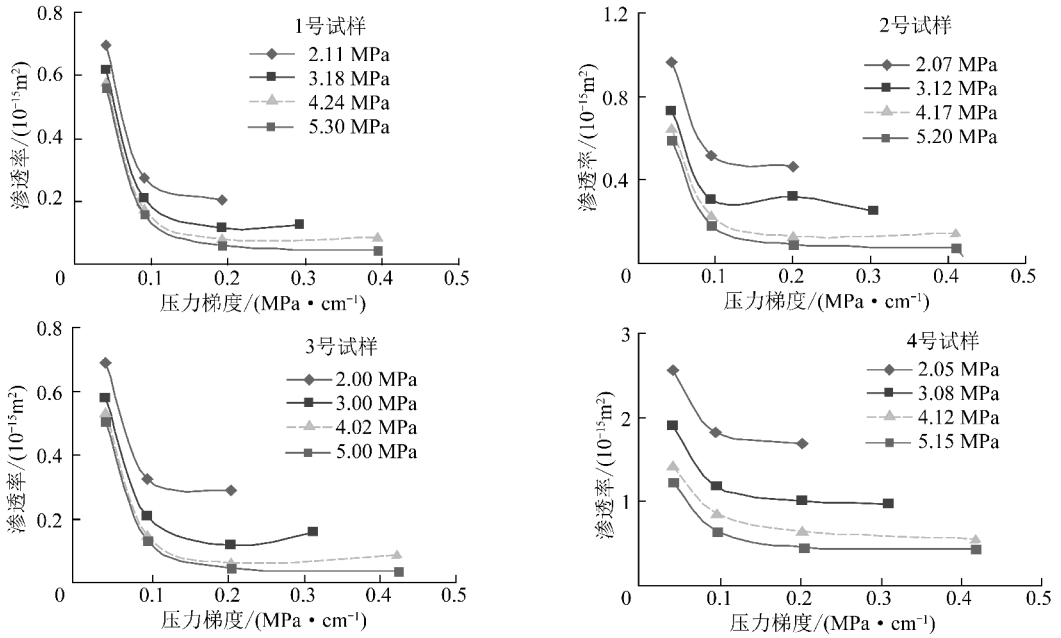 1号试样
2.11 MPa
3.18 MPa
4.24 MPa
5.30 MPa
渗透率/(10⁻¹⁵m²)
0.8
0.6
0.4
0.2
0
0.1
0.2
0.3
0.4
0.5
压力梯度/(MPa·cm⁻¹)
2号试样
2.07 MPa
3.12 MPa
4.17 MPa
5.20 MPa
渗透率/(10⁻¹⁵m²)
1.2
0.8
0.4
0
0.1
0.2
0.3
0.4
0.5
压力梯度/(MPa·cm⁻¹)
3号试样
2.00 MPa
3.00 MPa
4.02 MPa
5.00 MPa
渗透率/(10⁻¹⁵m²)
0.8
0.6
0.4
0.2
0
0.1
0.2
0.3
0.4
0.5
压力梯度/(MPa·cm⁻¹)
4号试样
2.05 MPa
3.08 MPa
4.12 MPa
5.15 MPa
渗透率/(10⁻¹⁵m²)
3
2
1
0
0.1
0.2
0.3
0.4
0.5
压力梯度/(MPa·cm⁻¹)